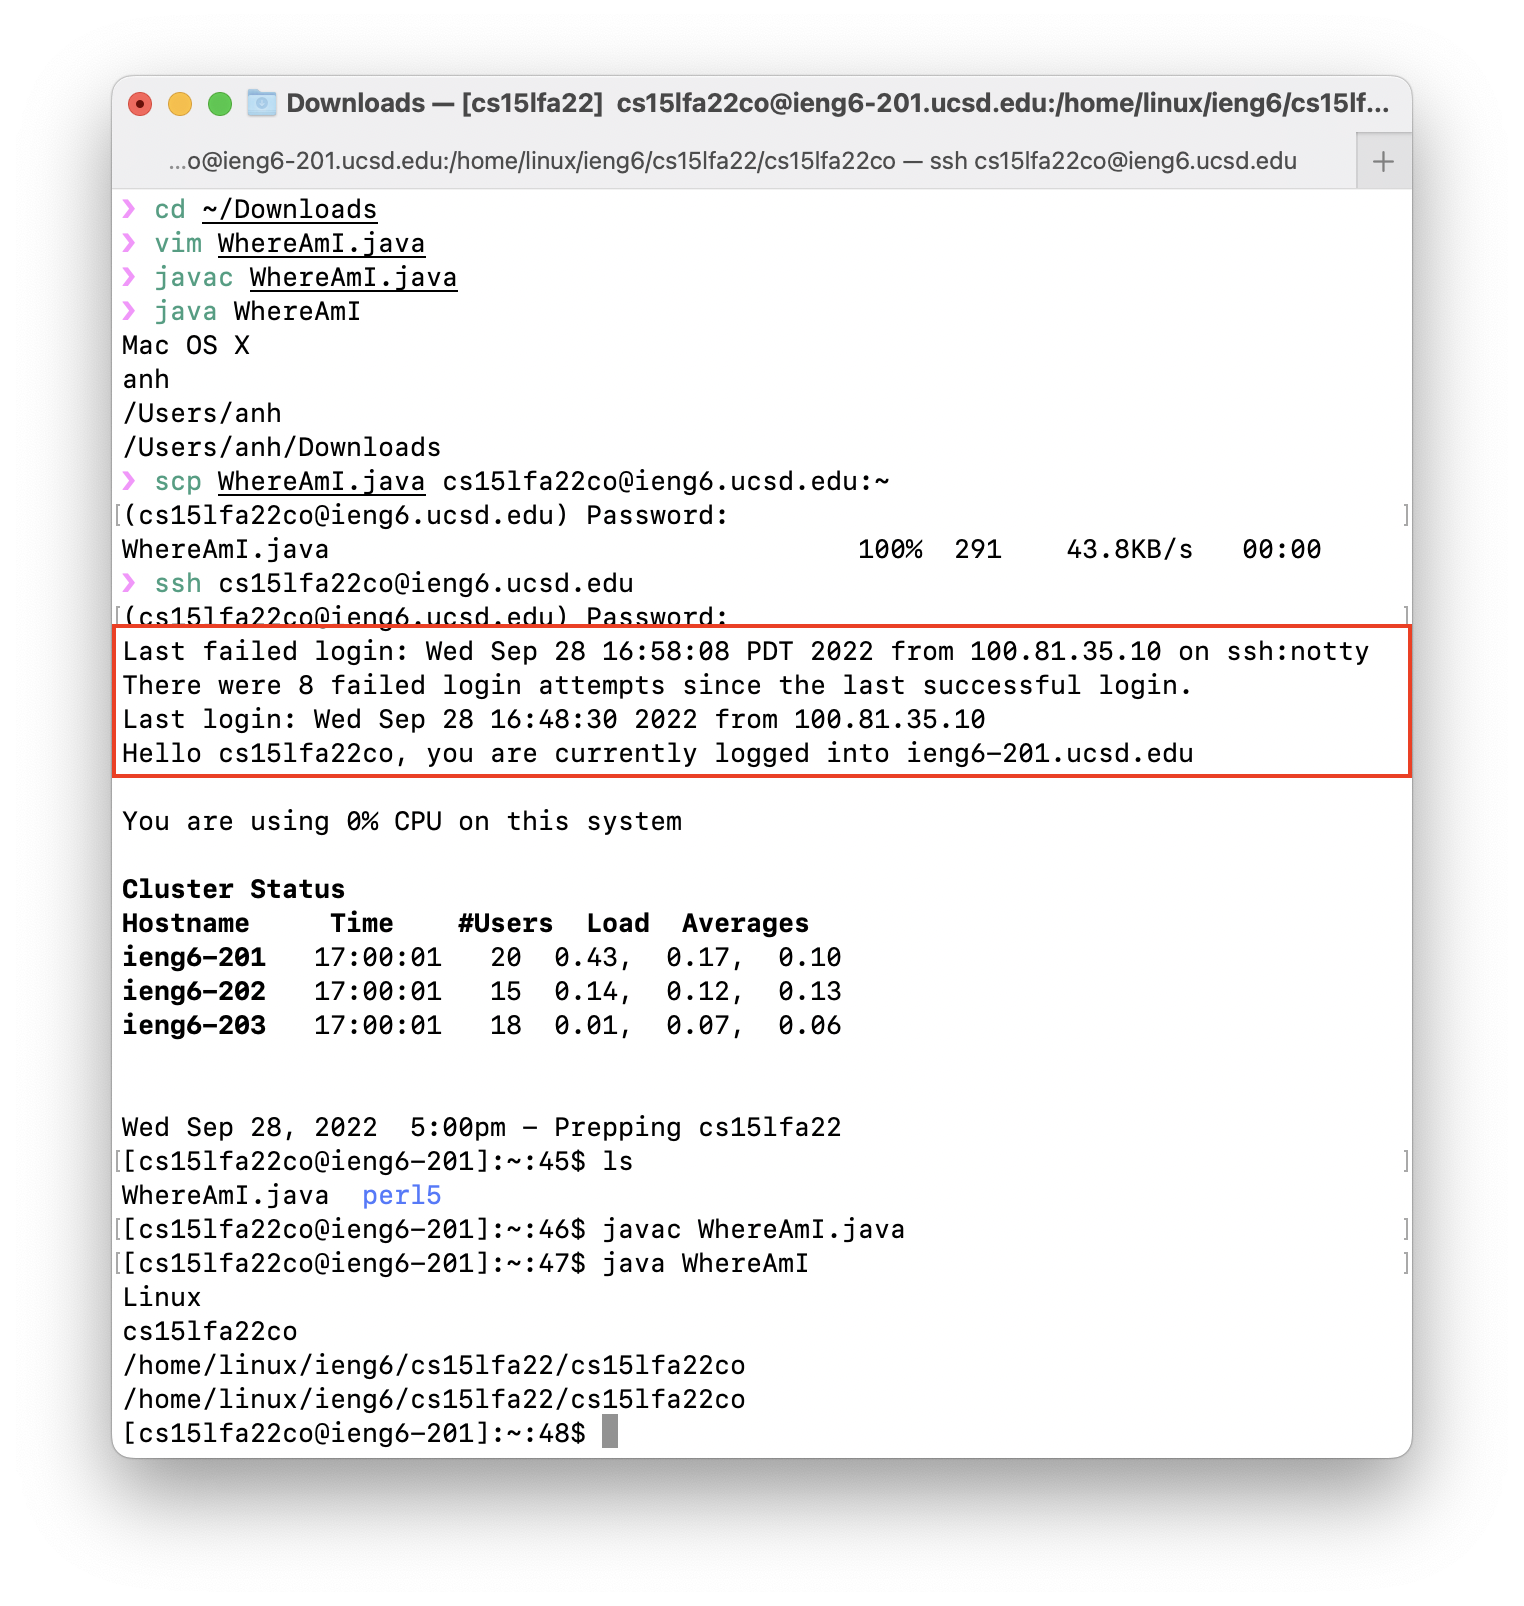 Downloads — [cs15lfa22] cs15lfa22co@ieng6-201.ucsd.edu:/home/linux/ieng6/cs15lf...
...o@ieng6-201.ucsd.edu:/home/linux/ieng6/cs15lfa22/cs15lfa22co — ssh cs15lfa22co@ieng6.ucsd.edu +
❯ cd ~/Downloads
❯ vim WhereAmI.java
❯ javac WhereAmI.java
❯ java WhereAmI
Mac OS X
anh
/Users/anh
/Users/anh/Downloads
❯ scp WhereAmI.java cs15lfa22co@ieng6.ucsd.edu:~
[(cs15lfa22co@ieng6.ucsd.edu) Password: ]
WhereAmI.java 100% 291 43.8KB/s 00:00
❯ ssh cs15lfa22co@ieng6.ucsd.edu
[(cs15lfa22co@ieng6.ucsd.edu) Password: ]
Last failed login: Wed Sep 28 16:58:08 PDT 2022 from 100.81.35.10 on ssh:notty
There were 8 failed login attempts since the last successful login.
Last login: Wed Sep 28 16:48:30 2022 from 100.81.35.10
Hello cs15lfa22co, you are currently logged into ieng6-201.ucsd.edu
You are using 0% CPU on this system
Cluster Status
Hostname Time #Users Load Averages
ieng6-201 17:00:01 20 0.43, 0.17, 0.10
ieng6-202 17:00:01 15 0.14, 0.12, 0.13
ieng6-203 17:00:01 18 0.01, 0.07, 0.06
Wed Sep 28, 2022 5:00pm - Prepping cs15lfa22
[[cs15lfa22co@ieng6-201]:~:45$ ls ]
WhereAmI.java perl5
[[cs15lfa22co@ieng6-201]:~:46$ javac WhereAmI.java ]
[[cs15lfa22co@ieng6-201]:~:47$ java WhereAmI ]
Linux
cs15lfa22co
/home/linux/ieng6/cs15lfa22/cs15lfa22co
/home/linux/ieng6/cs15lfa22/cs15lfa22co
[cs15lfa22co@ieng6-201]:~:48$